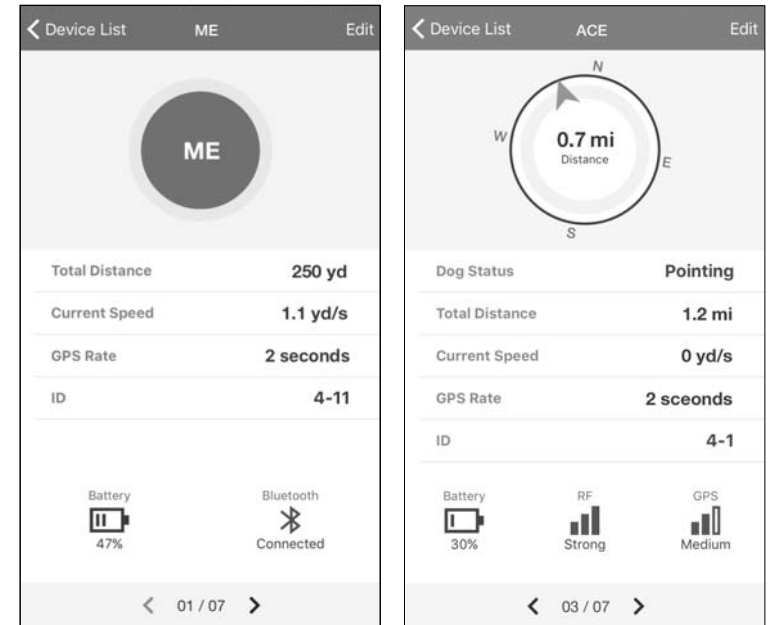 Device List ME Edit
ME
Total Distance 250 yd
Current Speed 1.1 yd/s
GPS Rate 2 seconds
ID 4-11
Battery Bluetooth
47% Connected
01 / 07
Device List ACE Edit
N
W E
S
0.7 mi
Distance
Dog Status Pointing
Total Distance 1.2 mi
Current Speed 0 yd/s
GPS Rate 2 sceonds
ID 4-1
Battery RF GPS
30% Strong Medium
03 / 07